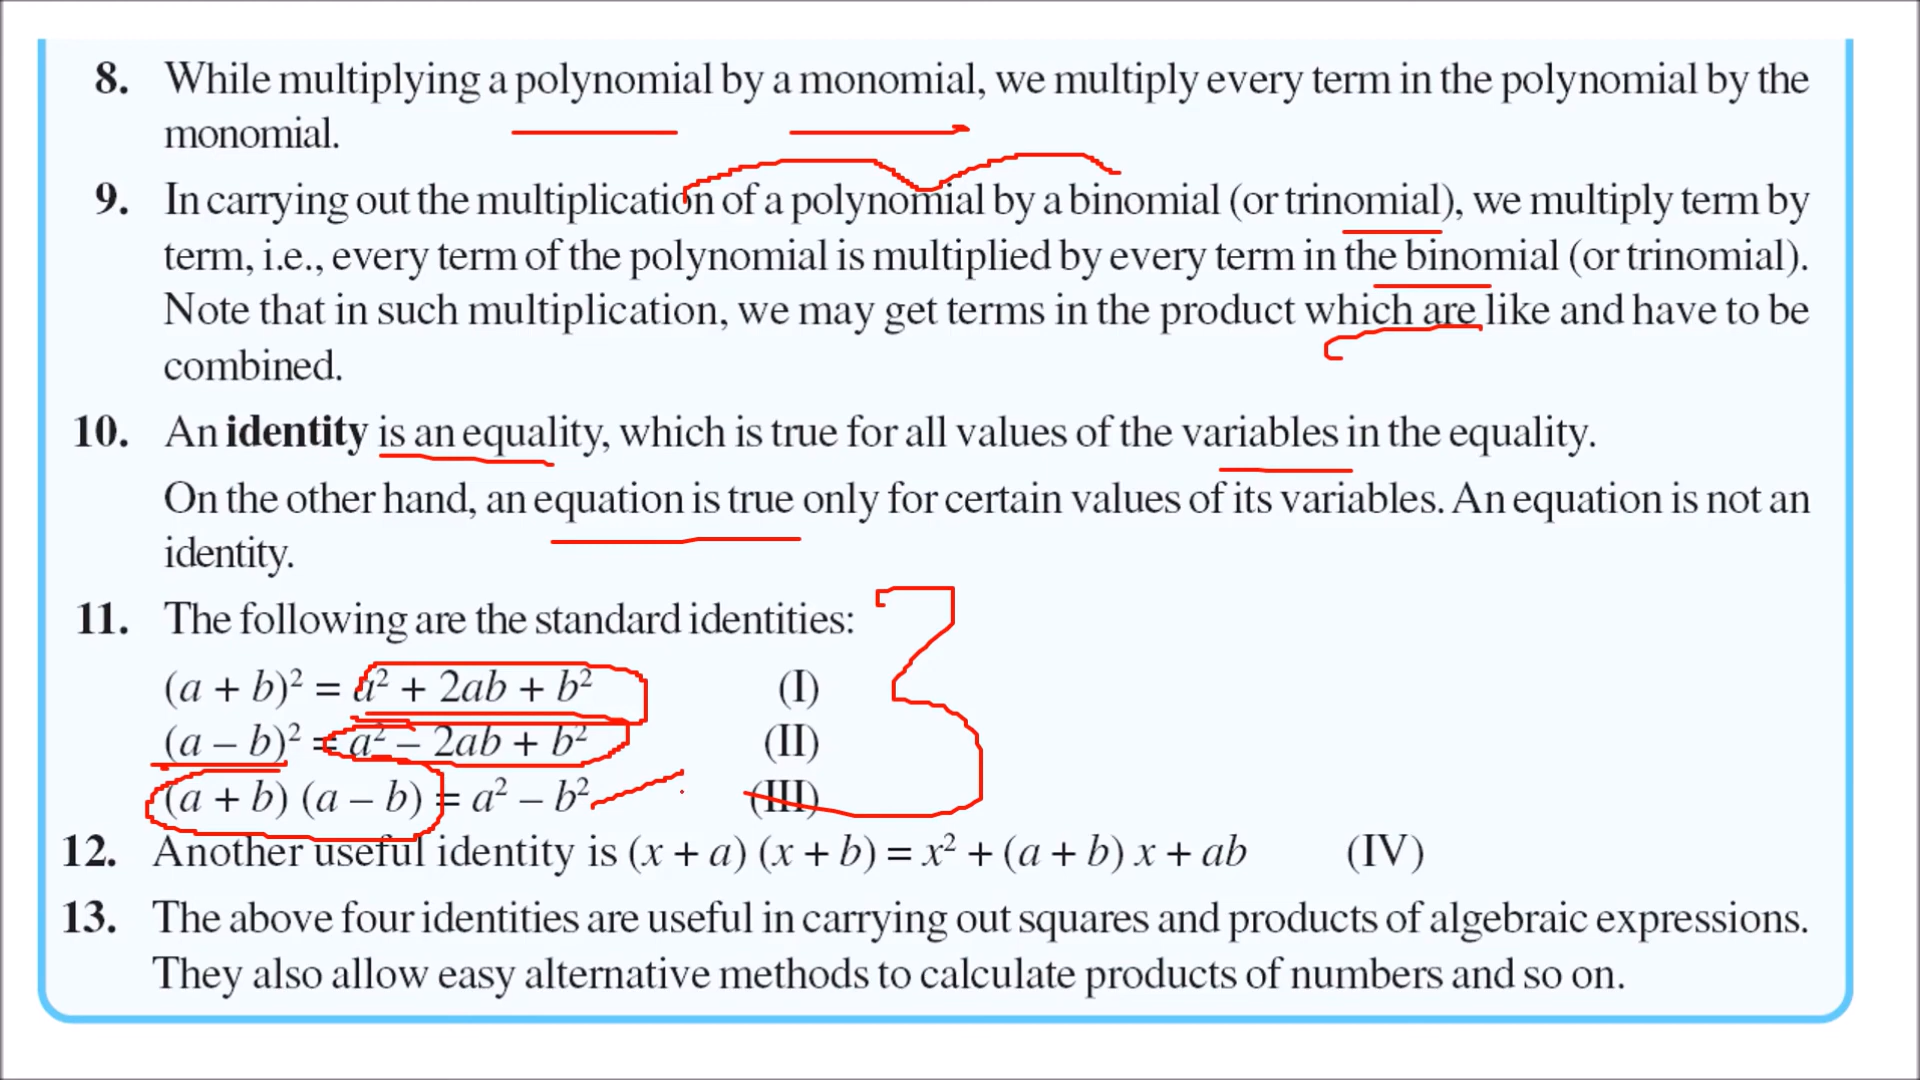 8. While multiplying a polynomial by a monomial, we multiply every term in the polynomial by the
monomial.
9. In carrying out the multiplication of a polynomial by a binomial (or trinomial), we multiply term by
term, i.e., every term of the polynomial is multiplied by every term in the binomial (or trinomial).
Note that in such multiplication, we may get terms in the product which are like and have to be
combined.
10. An identity is an equality, which is true for all values of the variables in the equality.
On the other hand, an equation is true only for certain values of its variables. An equation is not an
identity.
11. The following are the standard identities: 3
(a + b)² = a² + 2ab + b² (I)
(a – b)² = a² – 2ab + b² (II)
(a + b) (a – b) = a² – b² (III)
12. Another useful identity is (x + a) (x + b) = x² + (a + b) x + ab (IV)
13. The above four identities are useful in carrying out squares and products of algebraic expressions.
They also allow easy alternative methods to calculate products of numbers and so on.